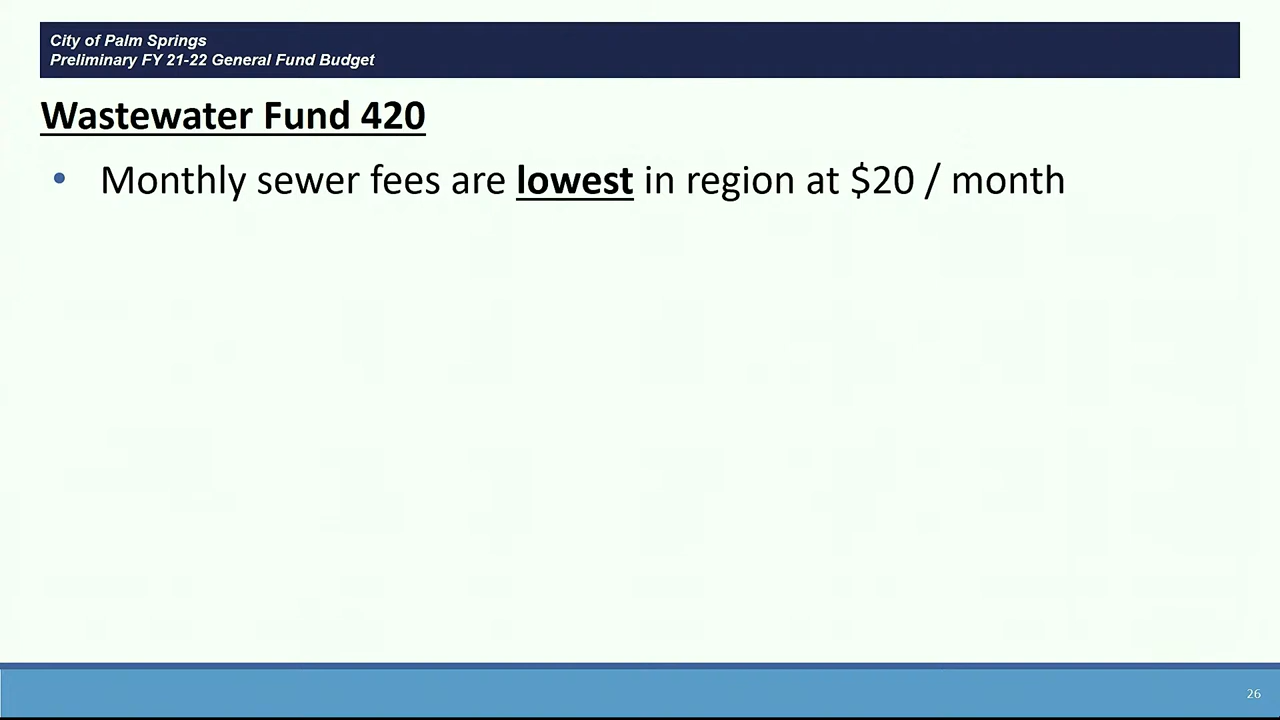 City of Palm Springs
Preliminary FY 21-22 General Fund Budget
Wastewater Fund 420
• Monthly sewer fees are lowest in region at $20 / month
26